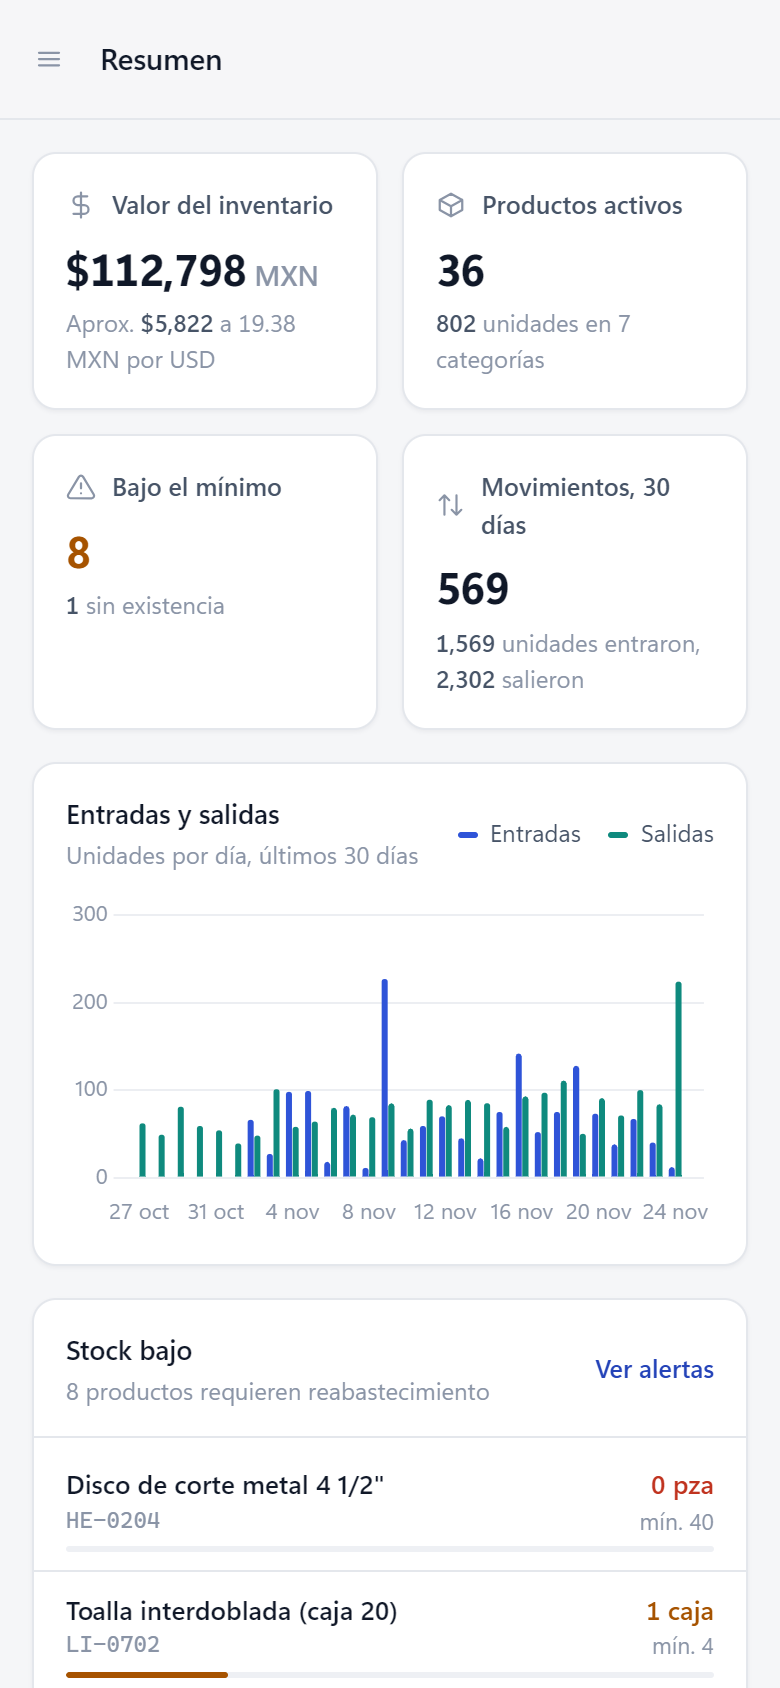 Resumen
Valor del inventario
$112,798 MXN
Aprox. $5,822 a 19.38
MXN por USD
Productos activos
36
802 unidades en 7
categorías
Bajo el mínimo
8
1 sin existencia
Movimientos, 30
días
569
1,569 unidades entraron,
2,302 salieron
Entradas y salidas
Unidades por día, últimos 30 días
Entradas
Salidas
300
200
100
0
27 oct
31 oct
4 nov
8 nov
12 nov
16 nov
20 nov
24 nov
Stock bajo
8 productos requieren reabastecimiento
Ver alertas
Disco de corte metal 4 1/2"
0 pza
HE-0204
mín. 40
Toalla interdoblada (caja 20)
1 caja
LI-0702
mín. 4